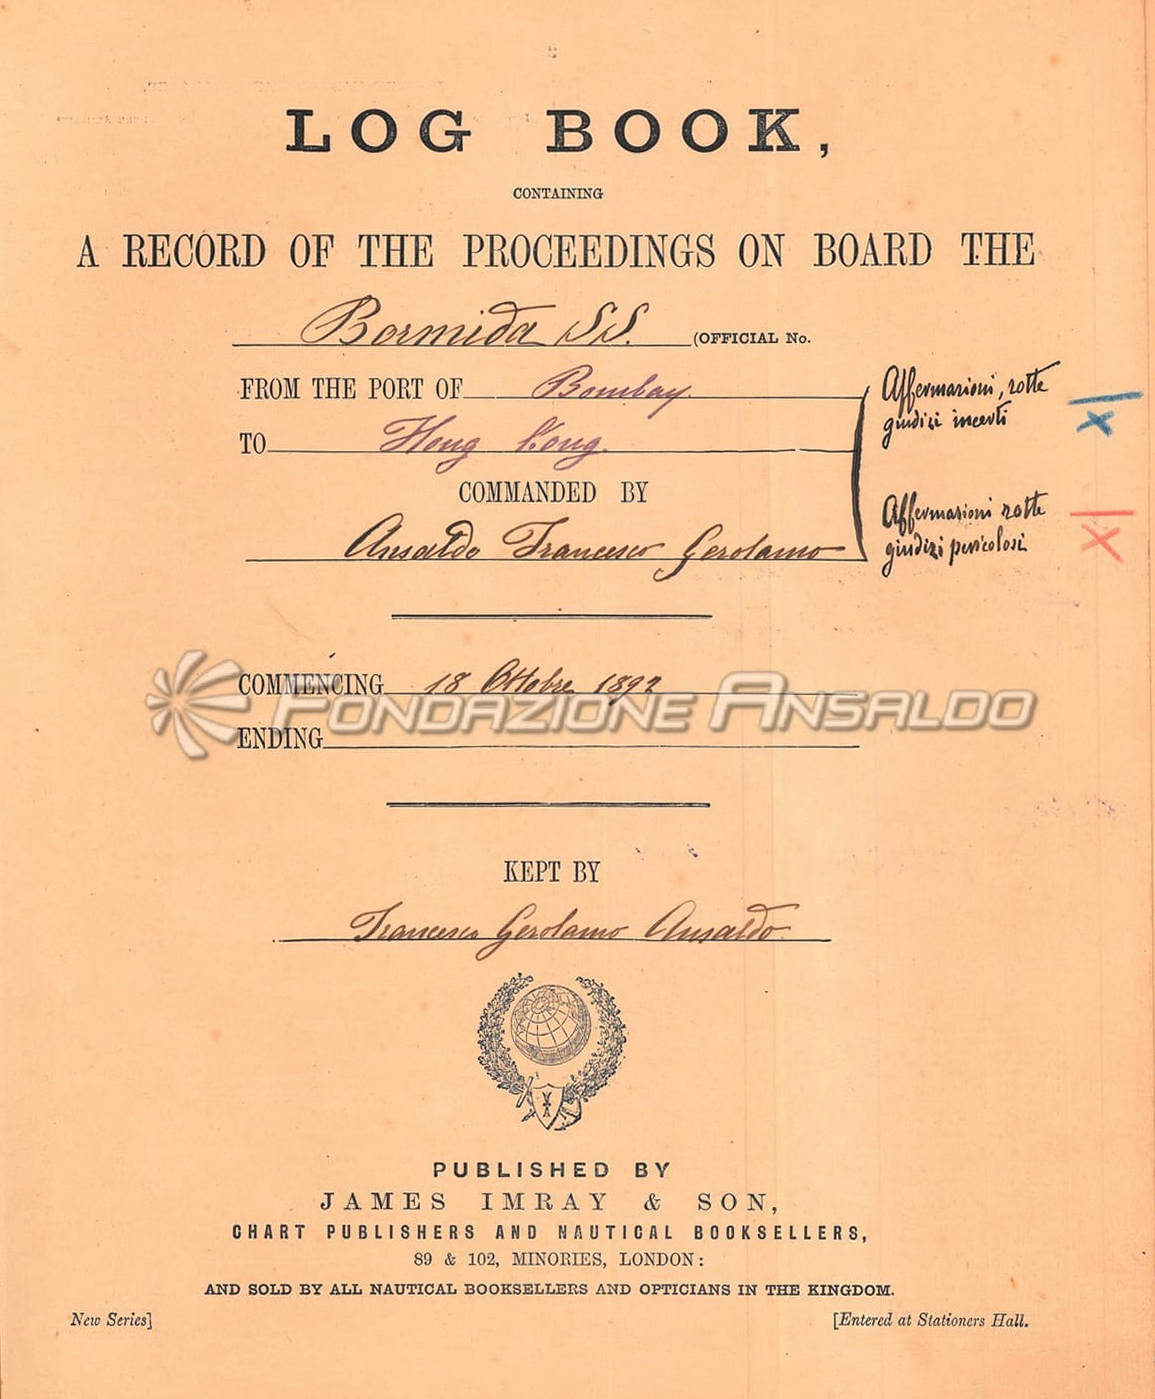 LOG BOOK,
CONTAINING
A RECORD OF THE PROCEEDINGS ON BOARD THE
Bormida SS. (OFFICIAL No.
FROM THE PORT OF Bombay.
TO Hong Kong.
COMMANDED BY
Ansaldo Francesco Gerolamo
Affermazioni, rotte
giudizi incerti
XI
Affermazioni rotte
giudizi pericolosi
XI
COMMENCING 18 Ottobre 1892
FONDAZIONE ANSALDO
ENDING
KEPT BY
Francesco Gerolamo Ansaldo
PUBLISHED BY
JAMES IMRAY & SON,
CHART PUBLISHERS AND NAUTICAL BOOKSELLERS,
89 & 102, MINORIES, LONDON:
AND SOLD BY ALL NAUTICAL BOOKSELLERS AND OPTICIANS IN THE KINGDOM.
New Series]
[Entered at Stationers Hall.